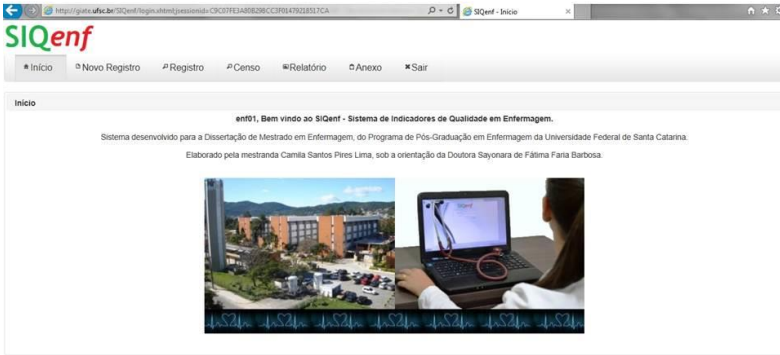 http://giate.ufsc.br/SIQenf/login.xhtml;jsessionid=C9C07FE3A80B29BCC3F01479218517CA
SIQenf - Início
SIQenf
Início Novo Registro Registro Censo Relatório Anexo Sair
Início
enf01, Bem vindo ao SIQenf - Sistema de Indicadores de Qualidade em Enfermagem.
Sistema desenvolvido para a Dissertação de Mestrado em Enfermagem, do Programa de Pós-Graduação em Enfermagem da Universidade Federal de Santa Catarina.
Elaborado pela mestranda Camila Santos Pires Lima, sob a orientação da Doutora Sayonara de Fátima Faria Barbosa.